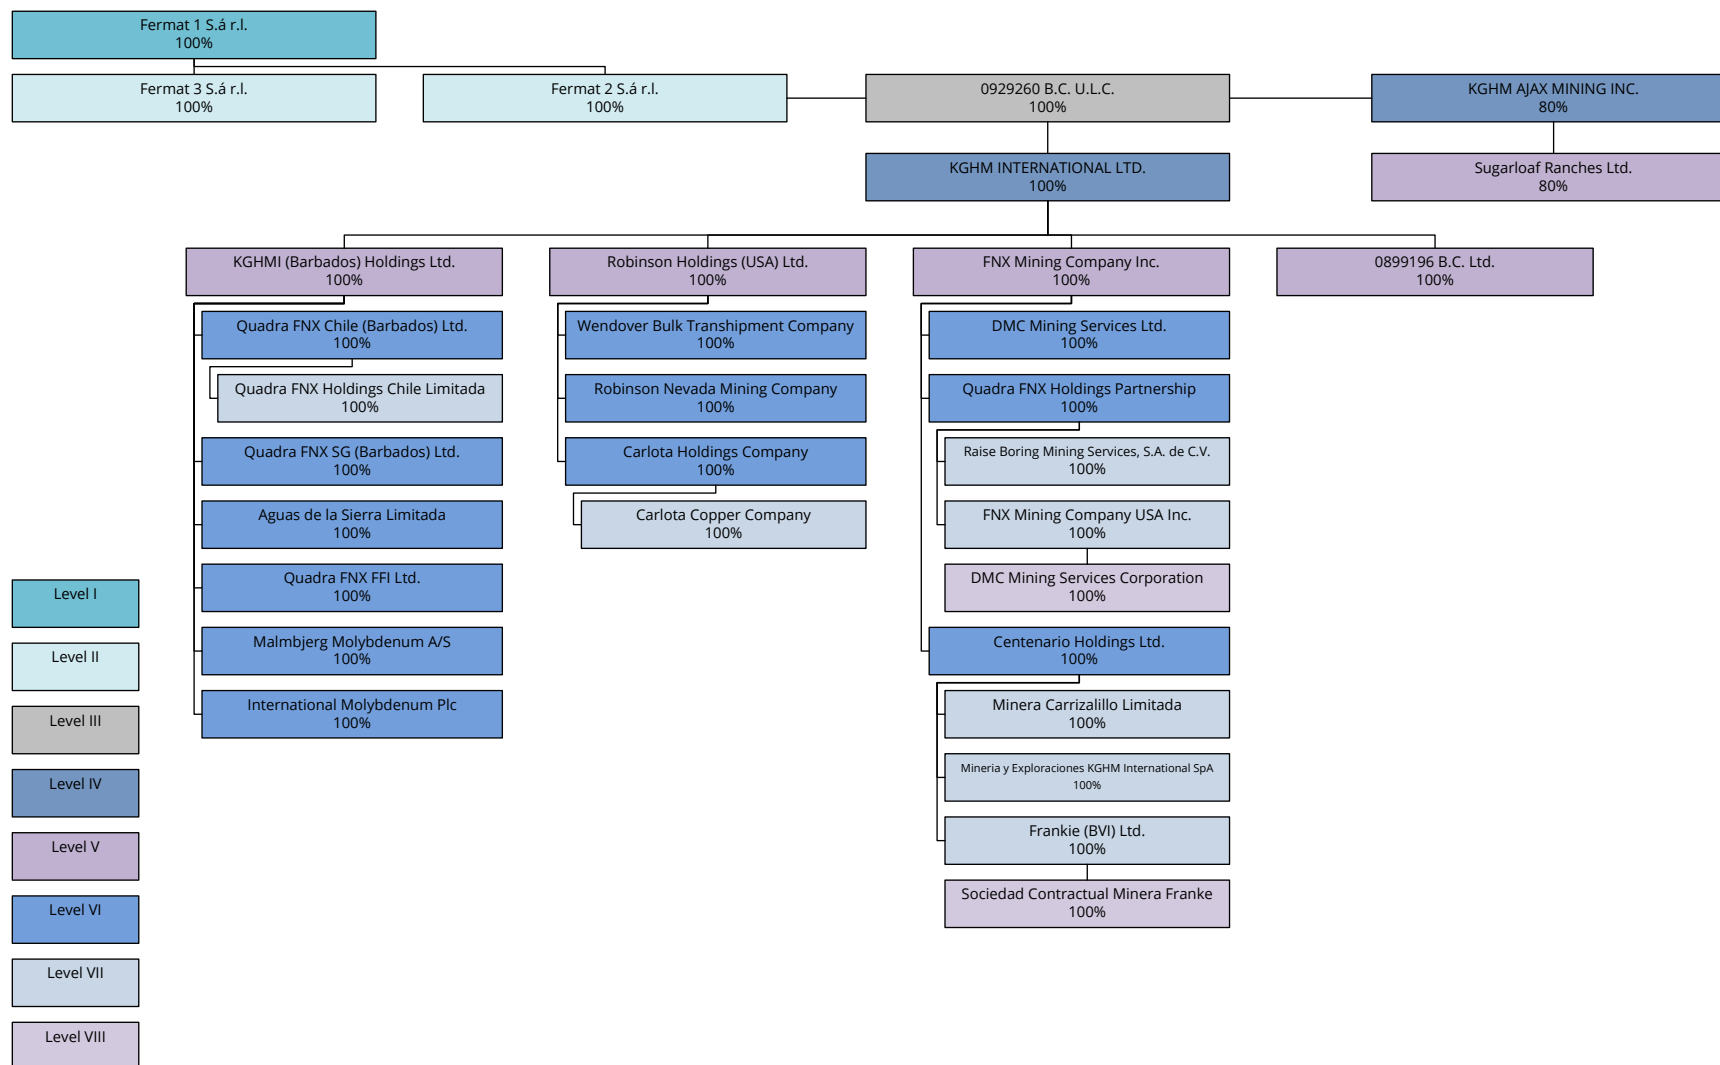 Fermat 1 S.á r.l.
100%
Fermat 3 S.á r.l.
100%
Fermat 2 S.á r.l.
100%
0929260 B.C. U.L.C.
100%
KGHM AJAX MINING INC.
80%
KGHM INTERNATIONAL LTD.
100%
Sugarloaf Ranches Ltd.
80%
KGHMI (Barbados) Holdings Ltd.
100%
Robinson Holdings (USA) Ltd.
100%
FNX Mining Company Inc.
100%
0899196 B.C. Ltd.
100%
Quadra FNX Chile (Barbados) Ltd.
100%
Quadra FNX Holdings Chile Limitada
100%
Quadra FNX SG (Barbados) Ltd.
100%
Aguas de la Sierra Limitada
100%
Quadra FNX FFI Ltd.
100%
Malmbjerg Molybdenum A/S
100%
International Molybdenum Plc
100%
Wendover Bulk Transhipment Company
100%
Robinson Nevada Mining Company
100%
Carlota Holdings Company
100%
Carlota Copper Company
100%
DMC Mining Services Ltd.
100%
Quadra FNX Holdings Partnership
100%
Raise Boring Mining Services, S.A. de C.V.
100%
FNX Mining Company USA Inc.
100%
DMC Mining Services Corporation
100%
Centenario Holdings Ltd.
100%
Minera Carrizalillo Limitada
100%
Mineria y Exploraciones KGHM International SpA
100%
Frankie (BVI) Ltd.
100%
Sociedad Contractual Minera Franke
100%
Level I
Level II
Level III
Level IV
Level V
Level VI
Level VII
Level VIII